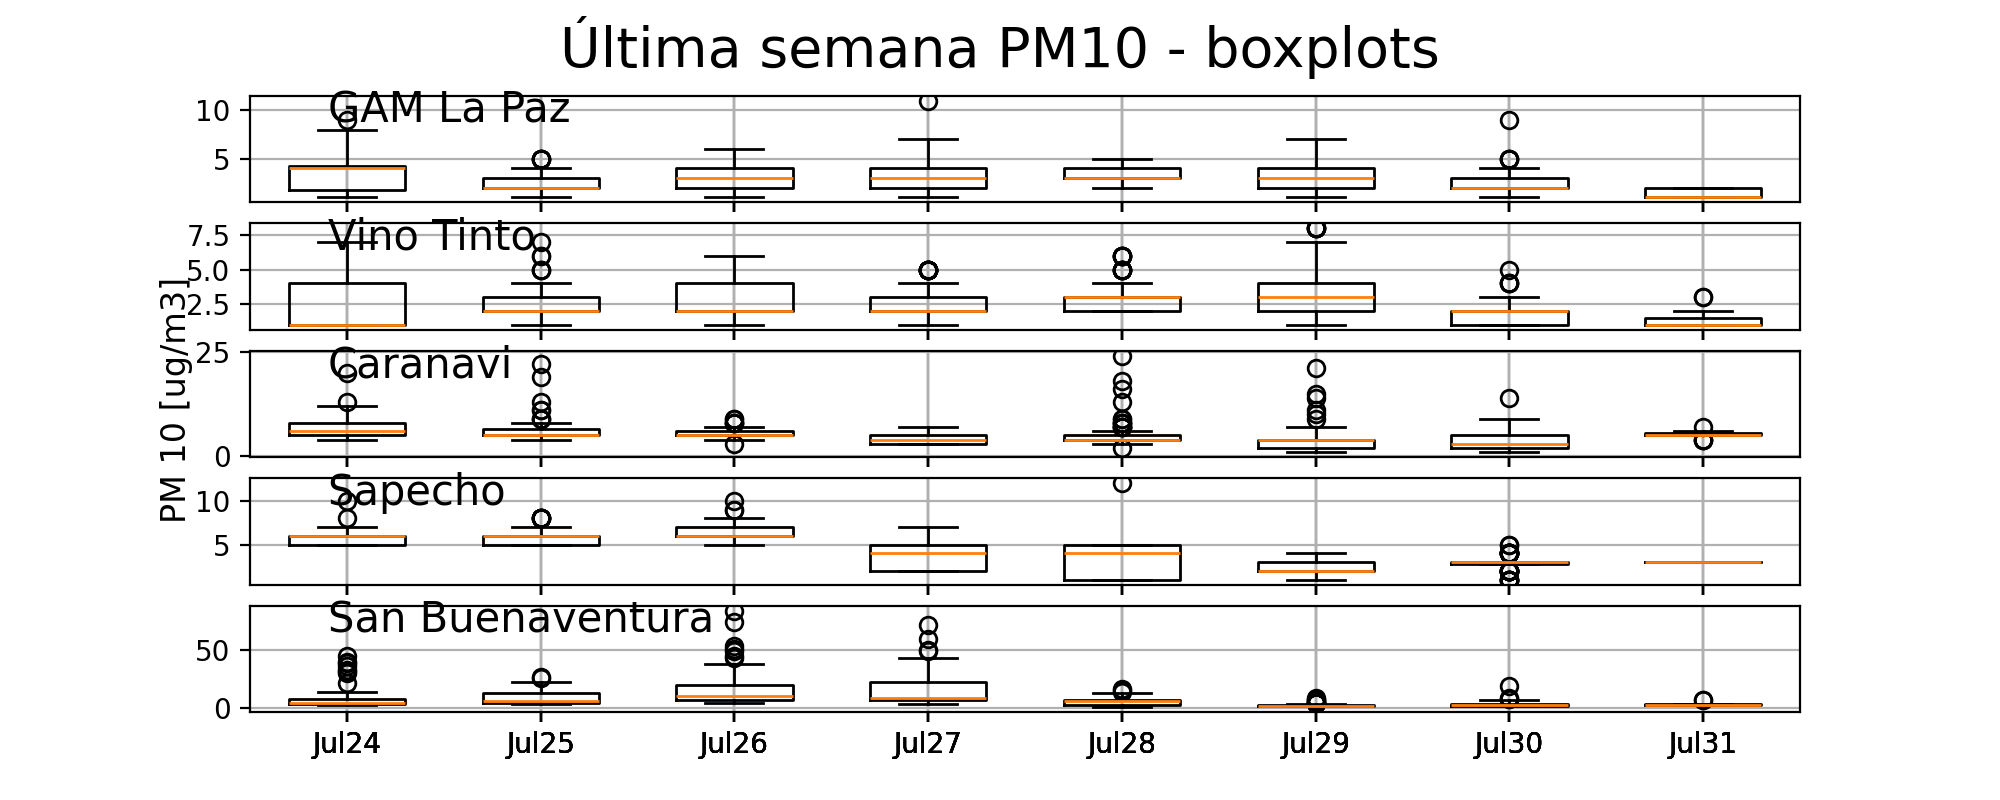 Última semana PM10 - boxplots
GAM La Paz
10
5
Vino Tinto
7.5
5.0
2.5
PM 10 [ug/m3]
Caranavi
25
0
Sapecho
10
5
San Buenaventura
50
0
Jul24 Jul25 Jul26 Jul27 Jul28 Jul29 Jul30 Jul31